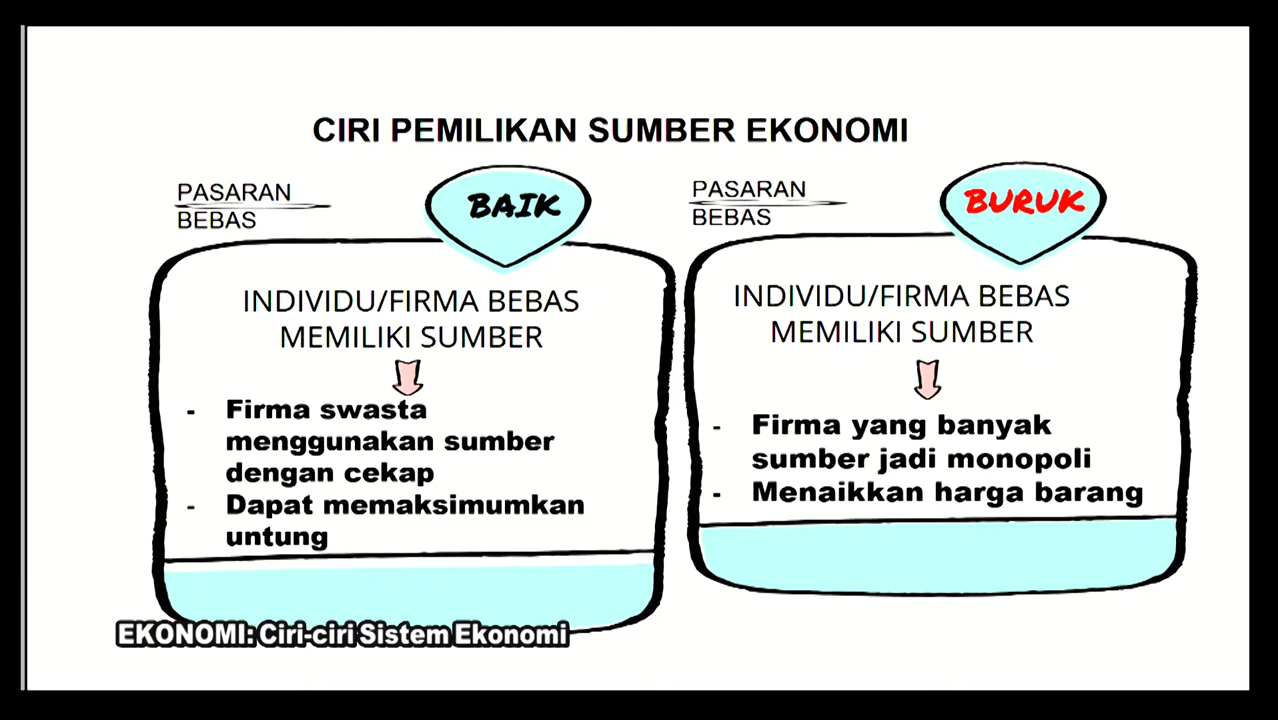 CIRI PEMILIKAN SUMBER EKONOMI
PASARAN
BEBAS
BAIK
INDIVIDU/FIRMA BEBAS
MEMILIKI SUMBER
- Firma swasta
menggunakan sumber
dengan cekap
- Dapat memaksimumkan
untung
PASARAN
BEBAS
BURUK
INDIVIDU/FIRMA BEBAS
MEMILIKI SUMBER
- Firma yang banyak
sumber jadi monopoli
- Menaikkan harga barang
EKONOMI: Ciri-ciri Sistem Ekonomi